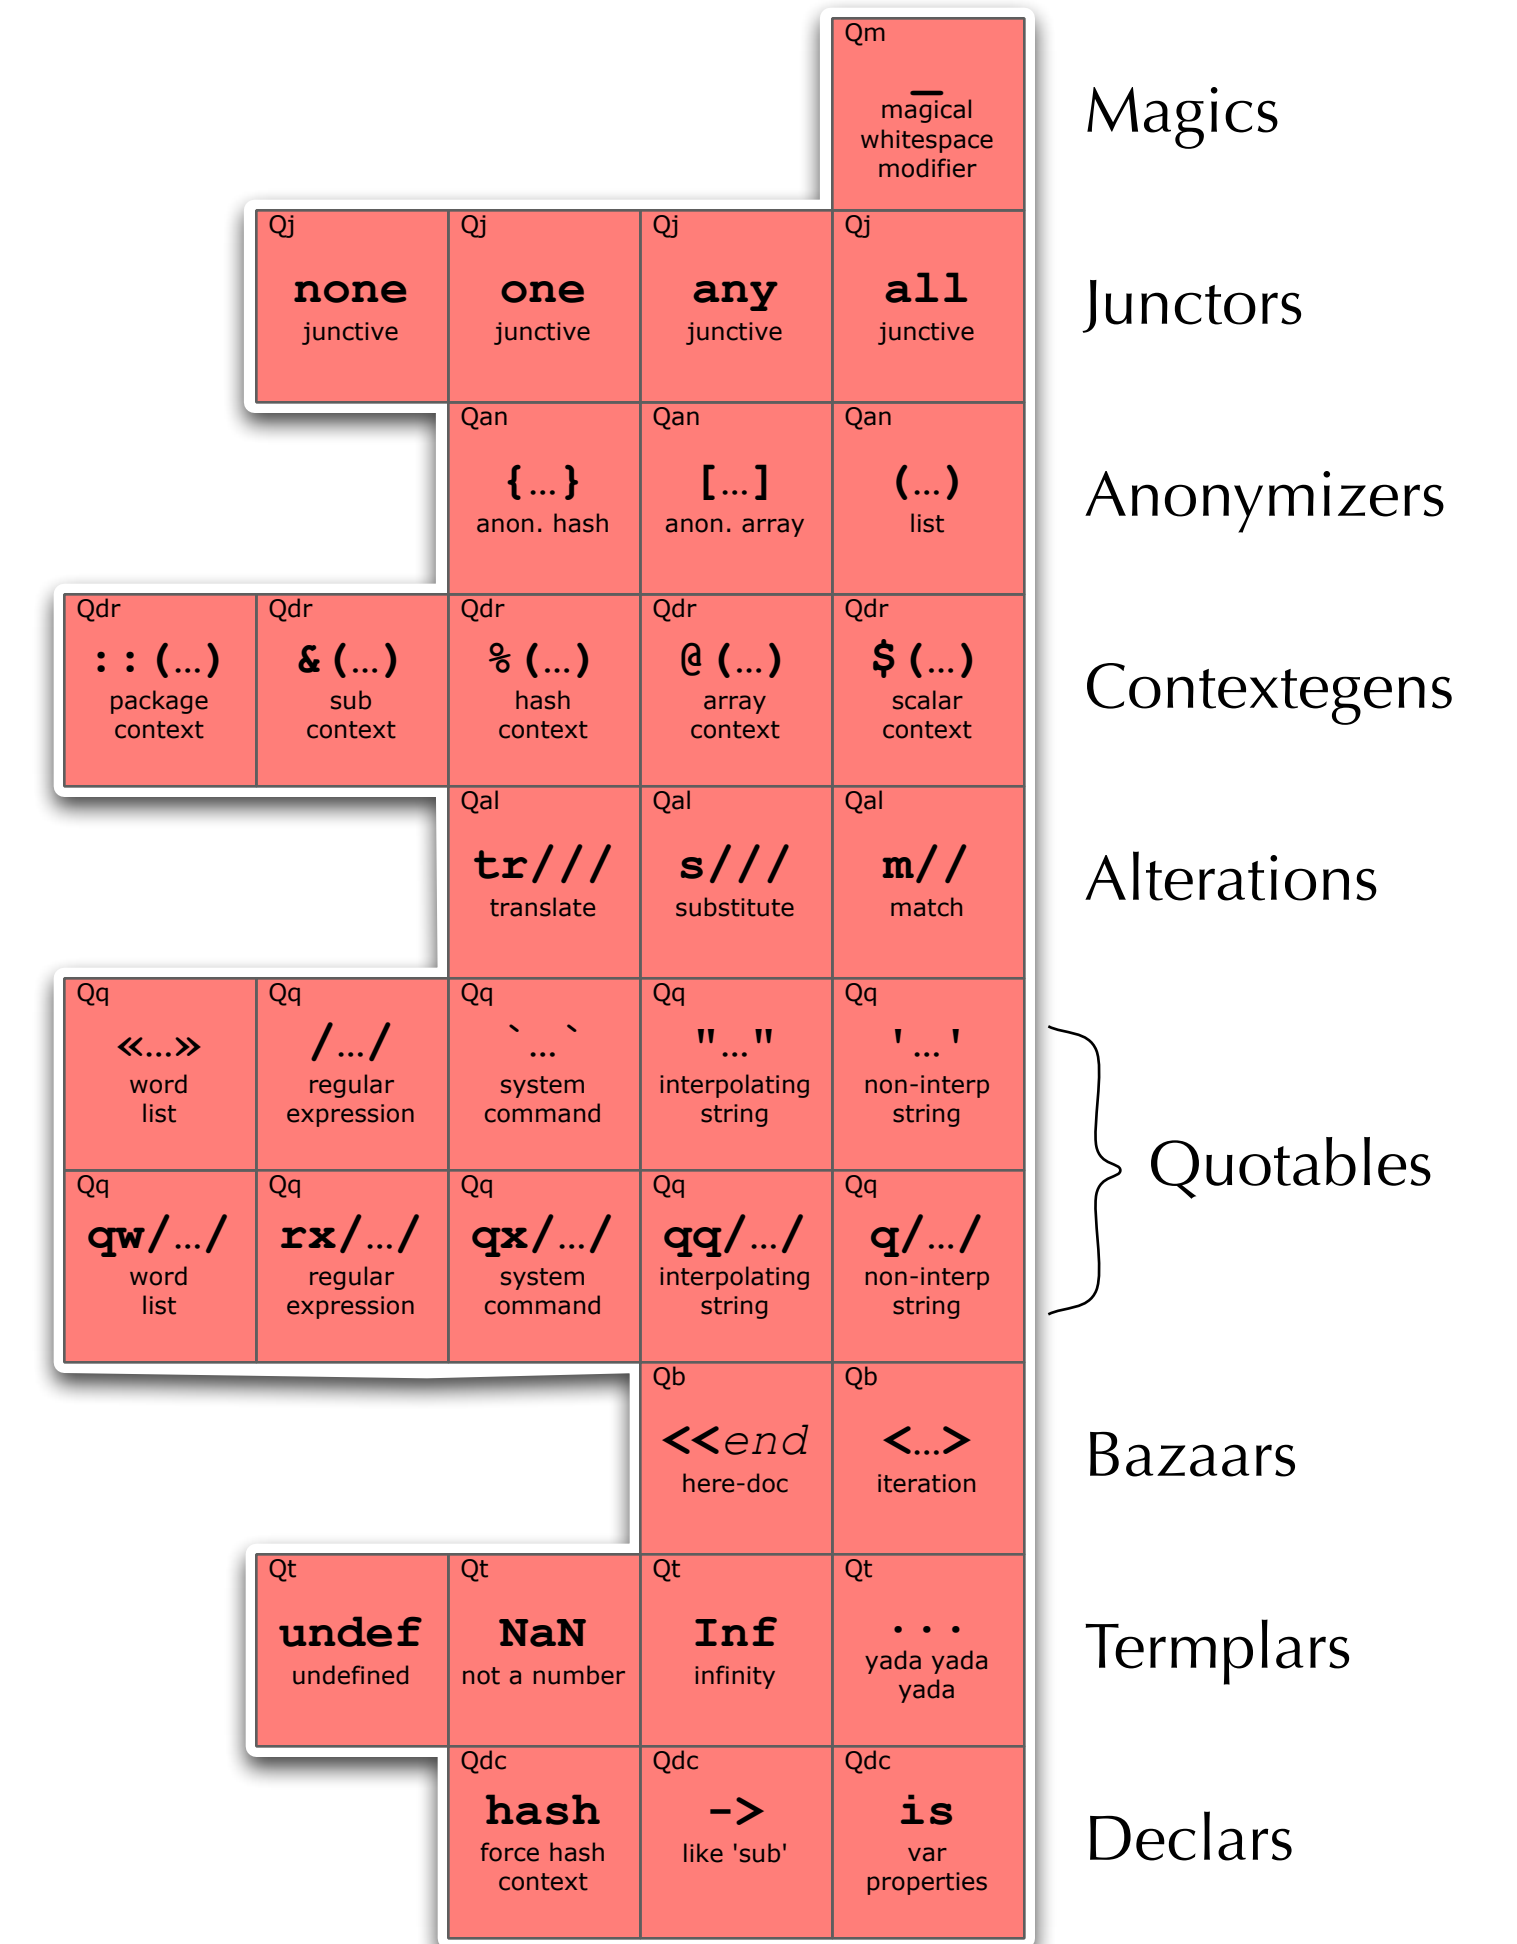 Qm
_
magical
whitespace
modifier
Magics
Qj
none
junctive
Qj
one
junctive
Qj
any
junctive
Qj
all
junctive
Junctors
Qan
{…}
anon. hash
Qan
[…]
anon. array
Qan
(…)
list
Anonymizers
Qdr
::(…)
package
context
Qdr
&(…)
sub
context
Qdr
%(…)
hash
context
Qdr
@(…)
array
context
Qdr
$(…)
scalar
context
Contextegens
Qal
tr///
translate
Qal
s///
substitute
Qal
m//
match
Alterations
Qq
«…»
word
list
Qq
/…/
regular
expression
Qq
`…`
system
command
Qq
"…"
interpolating
string
Qq
'…'
non-interp
string
Qq
qw/…/
word
list
Qq
rx/…/
regular
expression
Qq
qx/…/
system
command
Qq
qq/…/
interpolating
string
Qq
q/…/
non-interp
string
Quotables
Qb
<<end
here-doc
Qb
<…>
iteration
Bazaars
Qt
undef
undefined
Qt
NaN
not a number
Qt
Inf
infinity
Qt
...
yada yada
yada
Termplars
Qdc
hash
force hash
context
Qdc
->
like 'sub'
Qdc
is
var
properties
Declars